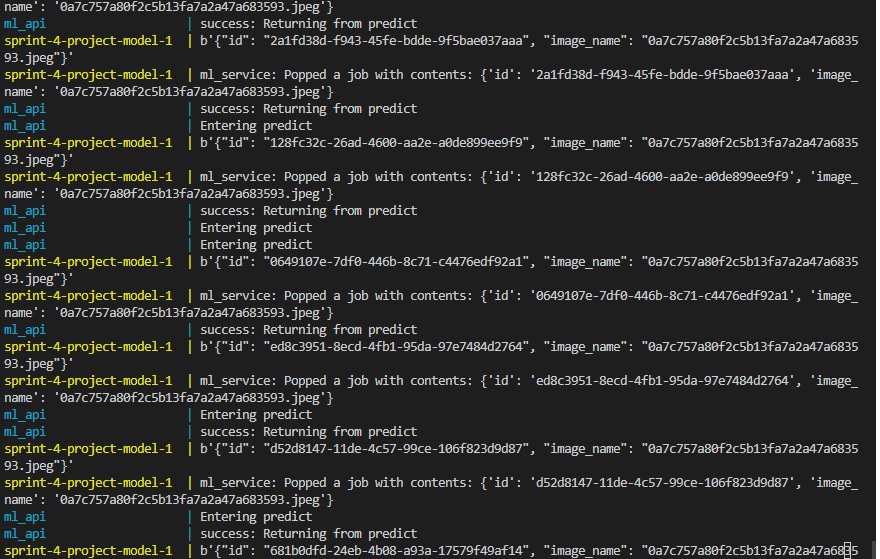 name': '0a7c757a80f2c5b13fa7a2a47a683593.jpeg'}
ml_api | success: Returning from predict
sprint-4-project-model-1 | b'{"id": "2a1fd38d-f943-45fe-bdde-9f5bae037aaa", "image_name": "0a7c757a80f2c5b13fa7a2a47a6835
93.jpeg"}'
sprint-4-project-model-1 | ml_service: Popped a job with contents: {'id': '2a1fd38d-f943-45fe-bdde-9f5bae037aaa', 'image_
name': '0a7c757a80f2c5b13fa7a2a47a683593.jpeg'}
ml_api | success: Returning from predict
ml_api | Entering predict
sprint-4-project-model-1 | b'{"id": "128fc32c-26ad-4600-aa2e-a0de899ee9f9", "image_name": "0a7c757a80f2c5b13fa7a2a47a6835
93.jpeg"}'
sprint-4-project-model-1 | ml_service: Popped a job with contents: {'id': '128fc32c-26ad-4600-aa2e-a0de899ee9f9', 'image_
name': '0a7c757a80f2c5b13fa7a2a47a683593.jpeg'}
ml_api | success: Returning from predict
ml_api | Entering predict
ml_api | Entering predict
sprint-4-project-model-1 | b'{"id": "0649107e-7df0-446b-8c71-c4476edf92a1", "image_name": "0a7c757a80f2c5b13fa7a2a47a6835
93.jpeg"}'
sprint-4-project-model-1 | ml_service: Popped a job with contents: {'id': '0649107e-7df0-446b-8c71-c4476edf92a1', 'image_
name': '0a7c757a80f2c5b13fa7a2a47a683593.jpeg'}
ml_api | success: Returning from predict
sprint-4-project-model-1 | b'{"id": "ed8c3951-8ecd-4fb1-95da-97e7484d2764", "image_name": "0a7c757a80f2c5b13fa7a2a47a6835
93.jpeg"}'
sprint-4-project-model-1 | ml_service: Popped a job with contents: {'id': 'ed8c3951-8ecd-4fb1-95da-97e7484d2764', 'image_
name': '0a7c757a80f2c5b13fa7a2a47a683593.jpeg'}
ml_api | Entering predict
ml_api | success: Returning from predict
sprint-4-project-model-1 | b'{"id": "d52d8147-11de-4c57-99ce-106f823d9d87", "image_name": "0a7c757a80f2c5b13fa7a2a47a6835
93.jpeg"}'
sprint-4-project-model-1 | ml_service: Popped a job with contents: {'id': 'd52d8147-11de-4c57-99ce-106f823d9d87', 'image_
name': '0a7c757a80f2c5b13fa7a2a47a683593.jpeg'}
ml_api | Entering predict
ml_api | success: Returning from predict
sprint-4-project-model-1 | b'{"id": "681b0dfd-24eb-4b08-a93a-17579f49af14", "image_name": "0a7c757a80f2c5b13fa7a2a47a6835